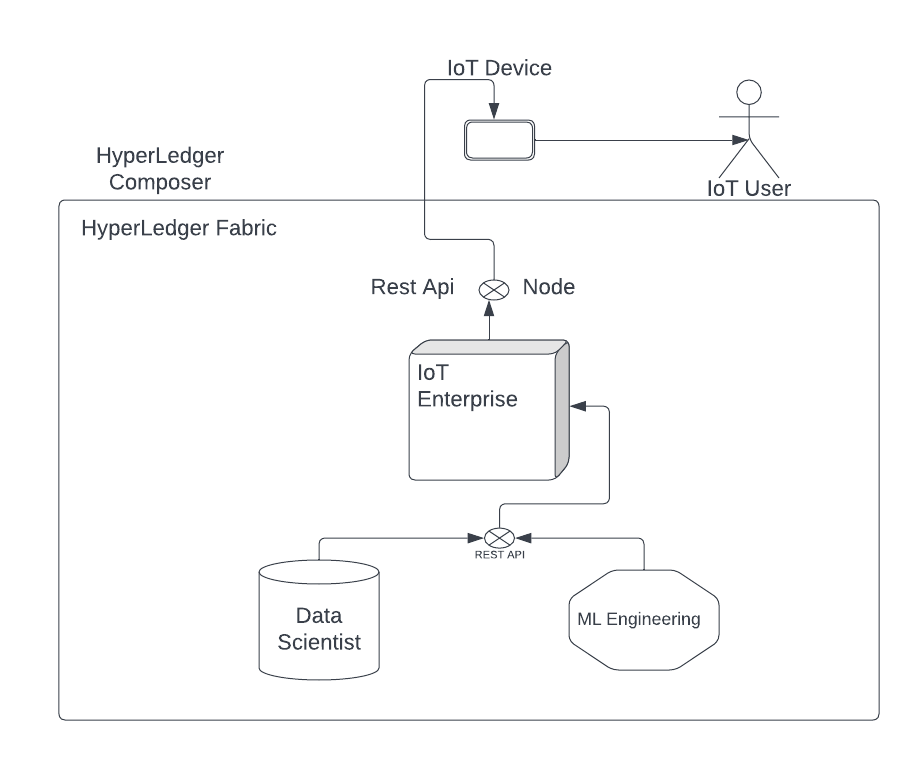 IoT Device
HyperLedger
Composer
IoT User
HyperLedger Fabric
Rest Api
Node
IoT
Enterprise
REST API
Data
Scientist
ML Engineering